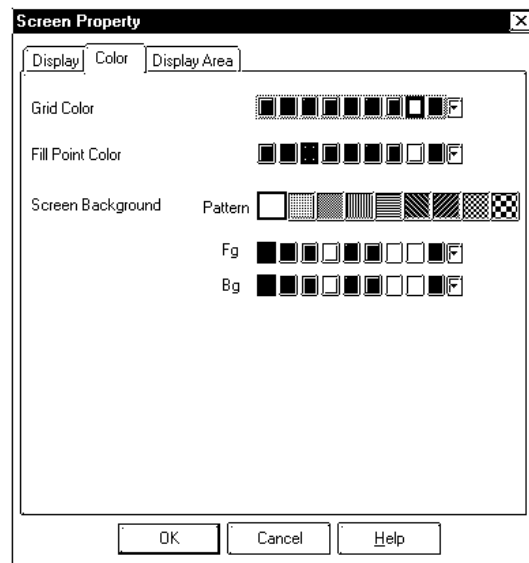 Screen Property
Display Color Display Area
Grid Color
Fill Point Color
Screen Background Pattern
Fg
Bg
OK Cancel Help